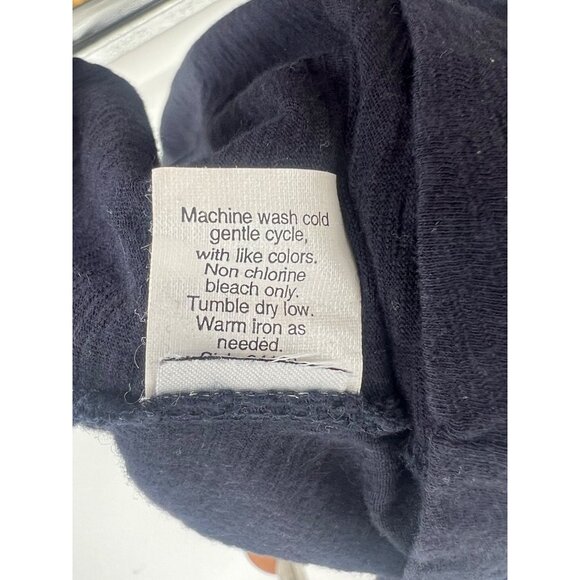 Machine wash cold
gentle cycle,
with like colors.
Non chlorine
bleach only.
Tumble dry low.
Warm iron as
needed.